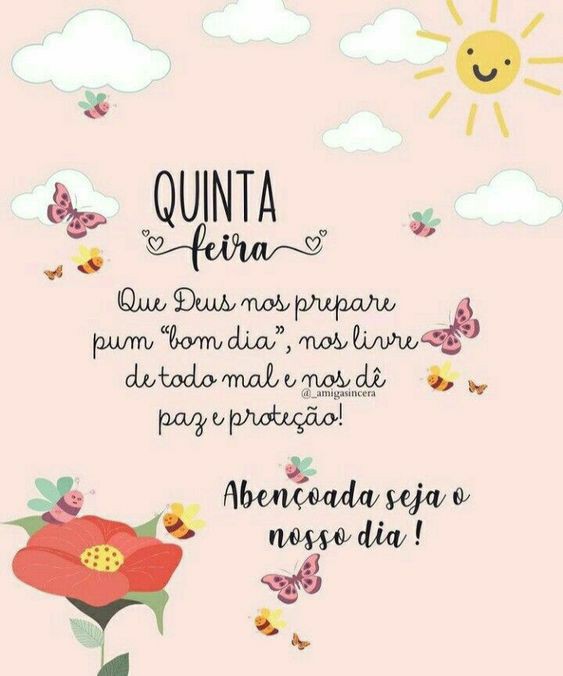 QUINTA
feira
Que Deus nos prepare
pum “bom dia”, nos livre
de todo mal e nos dê
@_amigasincera
paz e proteção!
Abençoada seja o
nosso dia !